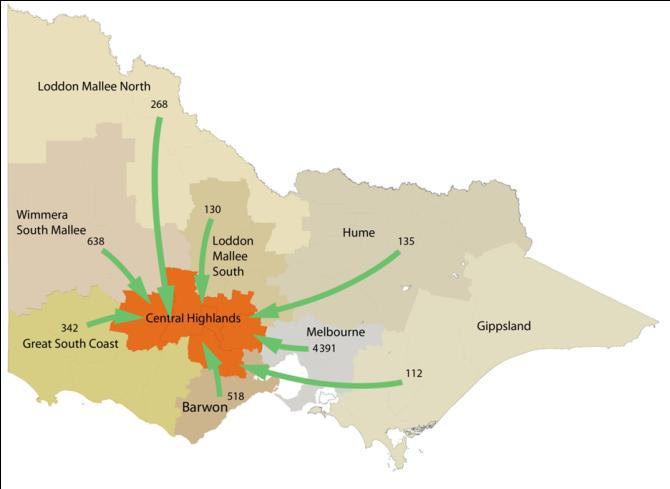 Loddon Mallee North
268
Wimmera
South Mallee
638
130
Loddon
Mallee
South
Hume
135
342
Great South Coast
Central Highlands
Melbourne
4391
Gippsland
112
518
Barwon